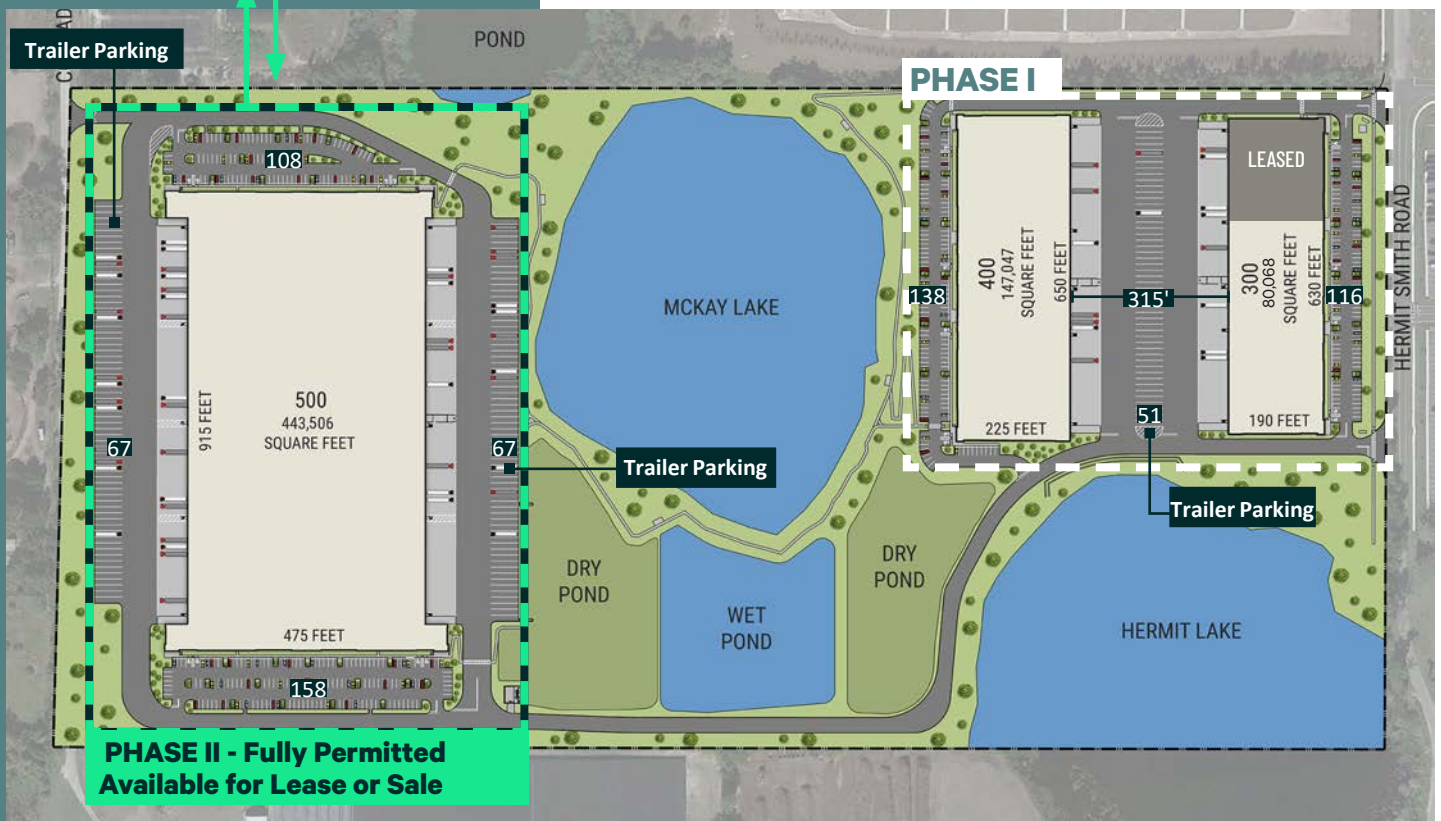 Trailer Parking
POND
PHASE I
108
LEASED
HERMIT SMITH ROAD
MCKAY LAKE
400
147,047
SQUARE FEET
650 FEET
300
80,068
SQUARE FEET
630 FEET
138
315'
116
500
443,506
SQUARE FEET
915 FEET
67
67
Trailer Parking
225 FEET
51
190 FEET
Trailer Parking
DRY
POND
DRY
POND
WET
POND
HERMIT LAKE
475 FEET
158
PHASE II - Fully Permitted
Available for Lease or Sale